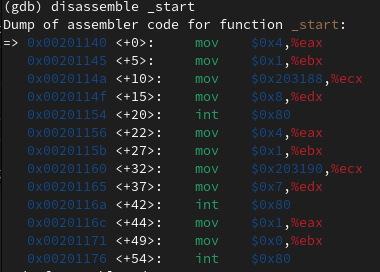 (gdb) disassemble _start
Dump of assembler code for function _start:
=> 0x00201140 <+0>: mov $0x4,%eax
0x00201145 <+5>: mov $0x1,%ebx
0x0020114a <+10>: mov $0x203188,%ecx
0x0020114f <+15>: mov $0x8,%edx
0x00201154 <+20>: int $0x80
0x00201156 <+22>: mov $0x4,%eax
0x0020115b <+27>: mov $0x1,%ebx
0x00201160 <+32>: mov $0x203190,%ecx
0x00201165 <+37>: mov $0x7,%edx
0x0020116a <+42>: int $0x80
0x0020116c <+44>: mov $0x1,%eax
0x00201171 <+49>: mov $0x0,%ebx
0x00201176 <+54>: int $0x80